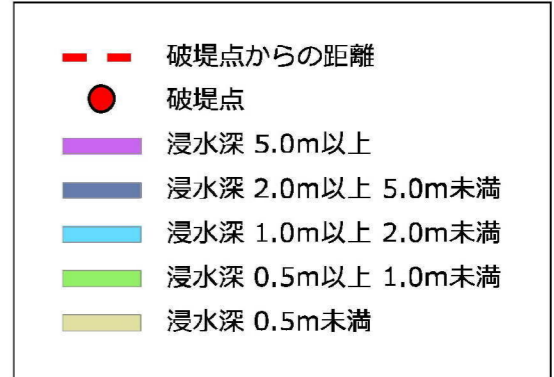 破堤点からの距離
破堤点
浸水深 5.0m以上
浸水深 2.0m以上 5.0m未満
浸水深 1.0m以上 2.0m未満
浸水深 0.5m以上 1.0m未満
浸水深 0.5m未満